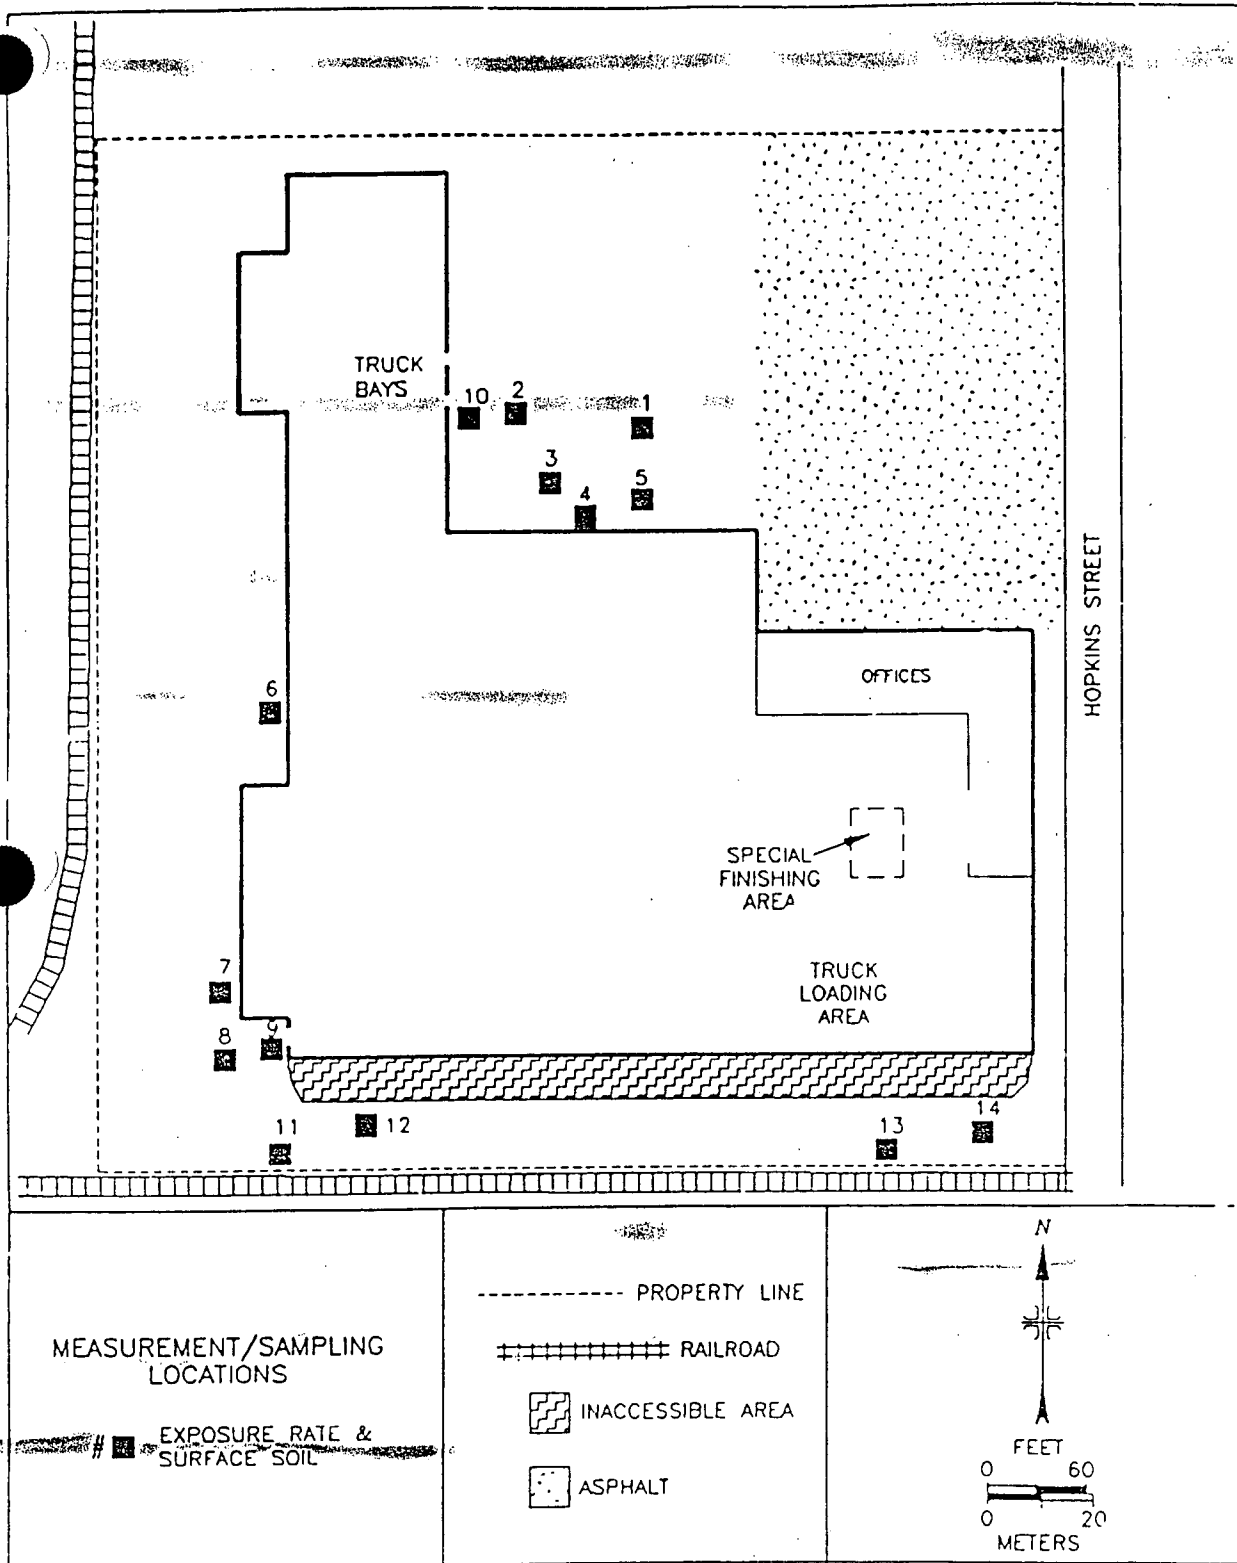 TRUCK
BAYS
10
2
1
3
5
4
HOPKINS STREET
OFFICES
6
SPECIAL
FINISHING
AREA
7
TRUCK
LOADING
AREA
8
9
11
12
13
14
MEASUREMENT/SAMPLING
LOCATIONS
# EXPOSURE RATE &
SURFACE SOIL
PROPERTY LINE
RAILROAD
INACCESSIBLE AREA
ASPHALT
N
FEET
0 60
0 20
METERS